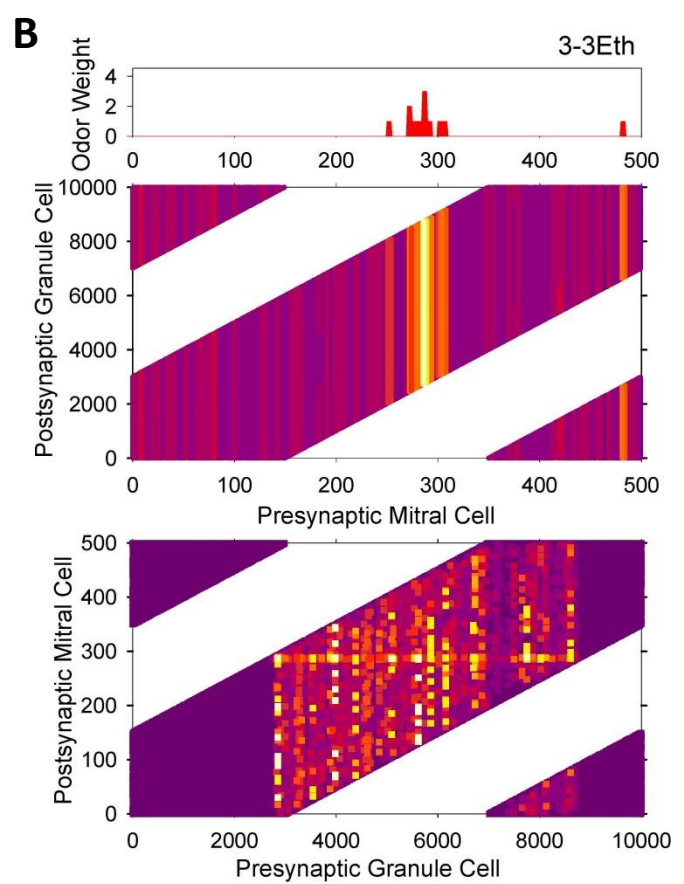 B
3-3Eth
Odor Weight
4
2
0
0 100 200 300 400 500
Postsynaptic Granule Cell
10000
8000
6000
4000
2000
0
0 100 200 300 400 500
Presynaptic Mitral Cell
Postsynaptic Mitral Cell
500
400
300
200
100
0
0 2000 4000 6000 8000 10000
Presynaptic Granule Cell